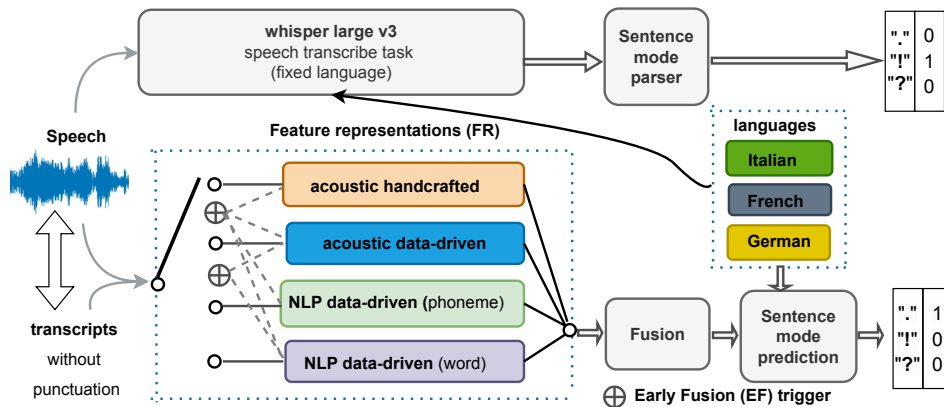 whisper large v3
speech transcribe task
(fixed language)
Sentence
mode
parser
"." 0
"!" 1
"?" 0
Speech
Feature representations (FR)
languages
Italian
French
German
acoustic handcrafted
acoustic data-driven
NLP data-driven (phoneme)
NLP data-driven (word)
transcripts
without
punctuation
Fusion
Sentence
mode
prediction
"." 1
"!" 0
"?" 0
Early Fusion (EF) trigger